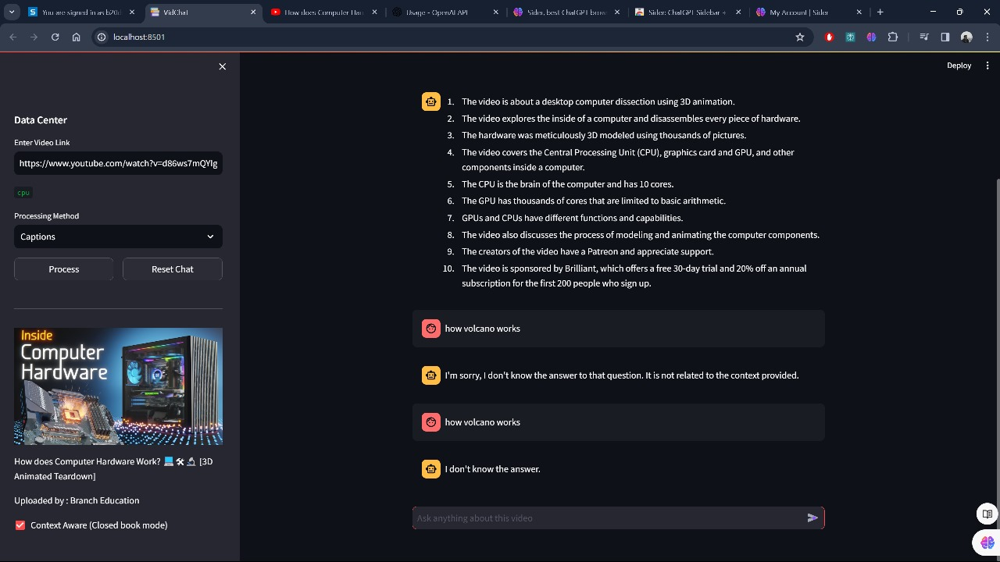 You are signed in as b20d
VidChat
How does Computer Har
Usage - OpenAI API
Sider, best ChatGPT brow
Sider: ChatGPT Sidebar +
My Account | Sider
localhost:8501
Deploy
Data Center
Enter Video Link
https://www.youtube.com/watch?v=d86ws7mQYIg
cpu
Processing Method
Captions
Process
Reset Chat
Inside
Computer
Hardware
How does Computer Hardware Work? 💻🛠🔬 [3D
Animated Teardown]
Uploaded by : Branch Education
Context Aware (Closed book mode)
1. The video is about a desktop computer dissection using 3D animation.
2. The video explores the inside of a computer and disassembles every piece of hardware.
3. The hardware was meticulously 3D modeled using thousands of pictures.
4. The video covers the Central Processing Unit (CPU), graphics card and GPU, and other
components inside a computer.
5. The CPU is the brain of the computer and has 10 cores.
6. The GPU has thousands of cores that are limited to basic arithmetic.
7. GPUs and CPUs have different functions and capabilities.
8. The video also discusses the process of modeling and animating the computer components.
9. The creators of the video have a Patreon and appreciate support.
10. The video is sponsored by Brilliant, which offers a free 30-day trial and 20% off an annual
subscription for the first 200 people who sign up.
how volcano works
I'm sorry, I don't know the answer to that question. It is not related to the context provided.
how volcano works
I don't know the answer.
Ask anything about this video